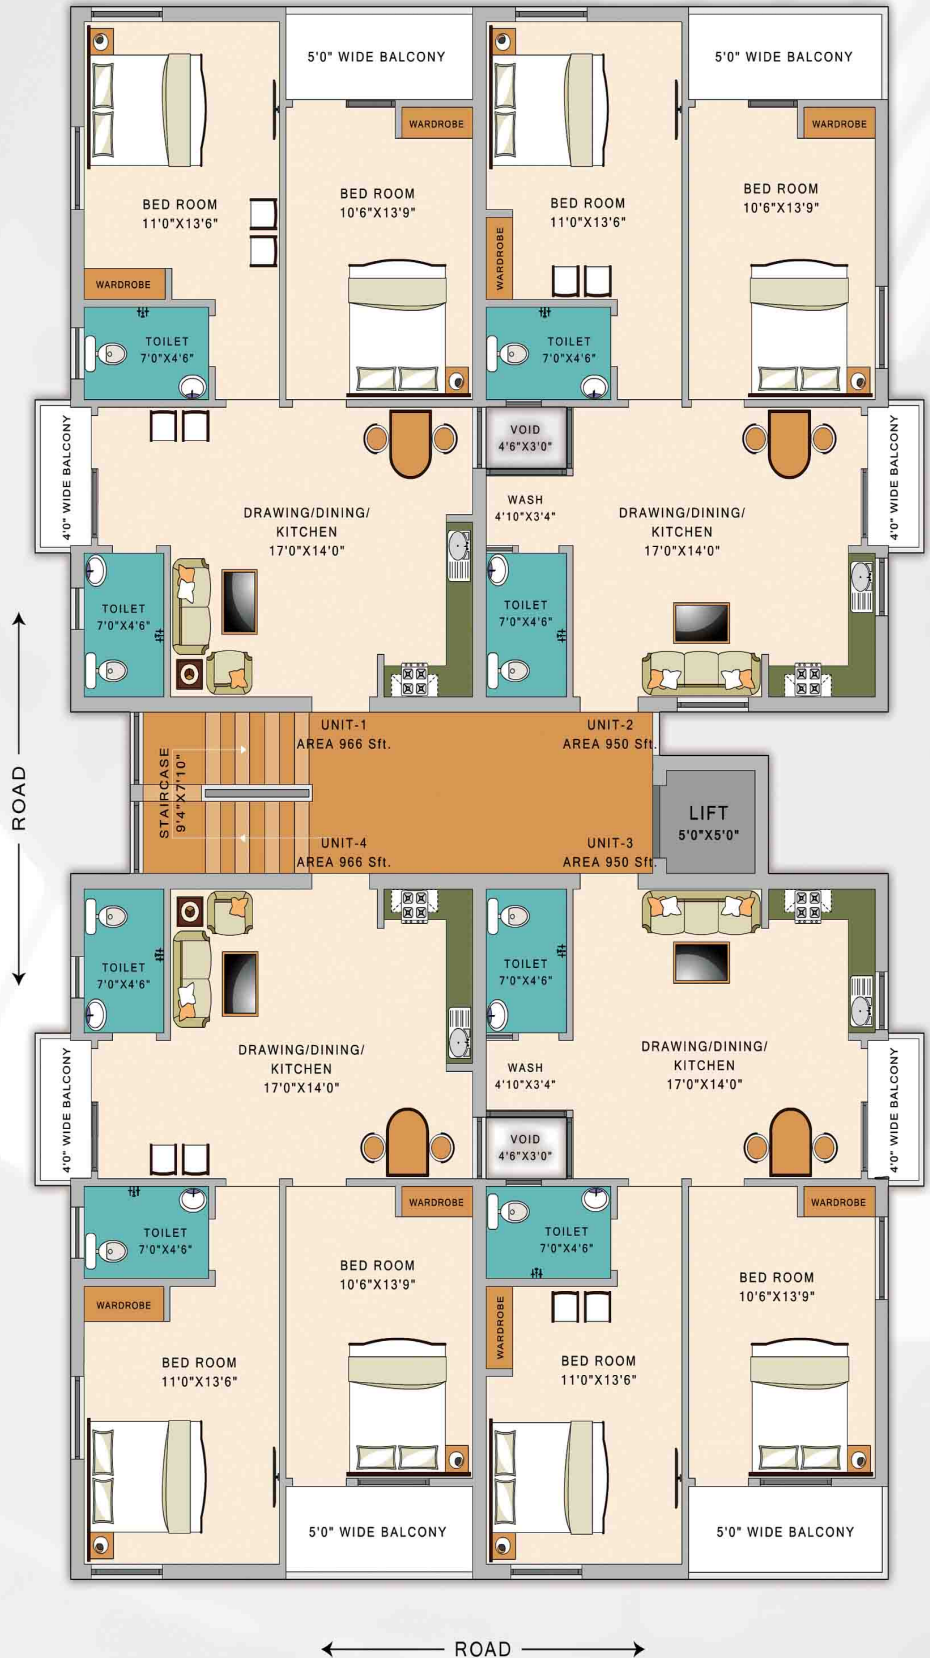 5'0" WIDE BALCONY
5'0" WIDE BALCONY
WARDROBE
WARDROBE
BED ROOM
11'0"X13'6"
BED ROOM
10'6"X13'9"
BED ROOM
11'0"X13'6"
BED ROOM
10'6"X13'9"
WARDROBE
WARDROBE
TOILET
7'0"X4'6"
TOILET
7'0"X4'6"
4'0" WIDE BALCONY
VOID
4'6"X3'0"
4'0" WIDE BALCONY
WASH
4'10"X3'4"
DRAWING/DINING/
KITCHEN
17'0"X14'0"
DRAWING/DINING/
KITCHEN
17'0"X14'0"
TOILET
7'0"X4'6"
TOILET
7'0"X4'6"
UNIT-1
AREA 966 Sft.
UNIT-2
AREA 950 Sft.
ROAD
STAIRCASE
9'4"X7'10"
LIFT
5'0"X5'0"
UNIT-4
AREA 966 Sft.
UNIT-3
AREA 950 Sft.
TOILET
7'0"X4'6"
TOILET
7'0"X4'6"
DRAWING/DINING/
KITCHEN
17'0"X14'0"
DRAWING/DINING/
KITCHEN
17'0"X14'0"
WASH
4'10"X3'4"
4'0" WIDE BALCONY
VOID
4'6"X3'0"
4'0" WIDE BALCONY
WARDROBE
WARDROBE
TOILET
7'0"X4'6"
TOILET
7'0"X4'6"
BED ROOM
10'6"X13'9"
BED ROOM
10'6"X13'9"
WARDROBE
WARDROBE
BED ROOM
11'0"X13'6"
BED ROOM
11'0"X13'6"
5'0" WIDE BALCONY
5'0" WIDE BALCONY
ROAD